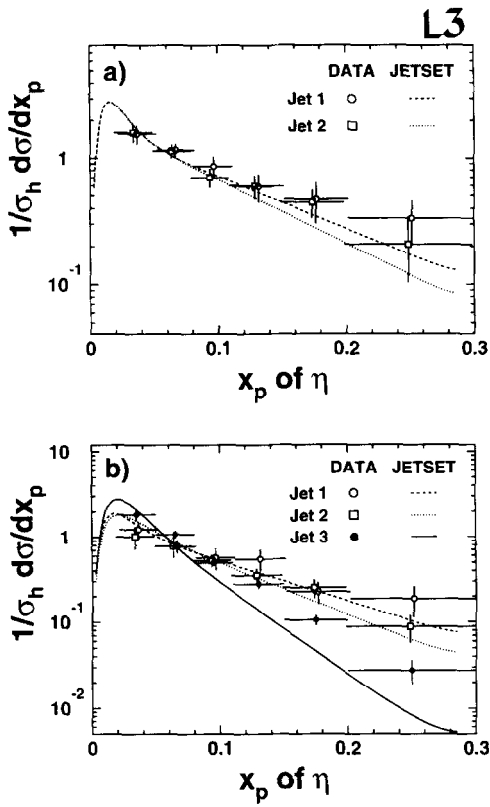 L3
a)
DATA JETSET
Jet 1
Jet 2
1
10⁻¹
1/σₕ dσ/dxₚ
0 0.1 0.2 0.3
xₚ of η
b)
DATA JETSET
Jet 1
Jet 2
Jet 3
10
1
10⁻¹
10⁻²
1/σₕ dσ/dxₚ
0 0.1 0.2 0.3
xₚ of η